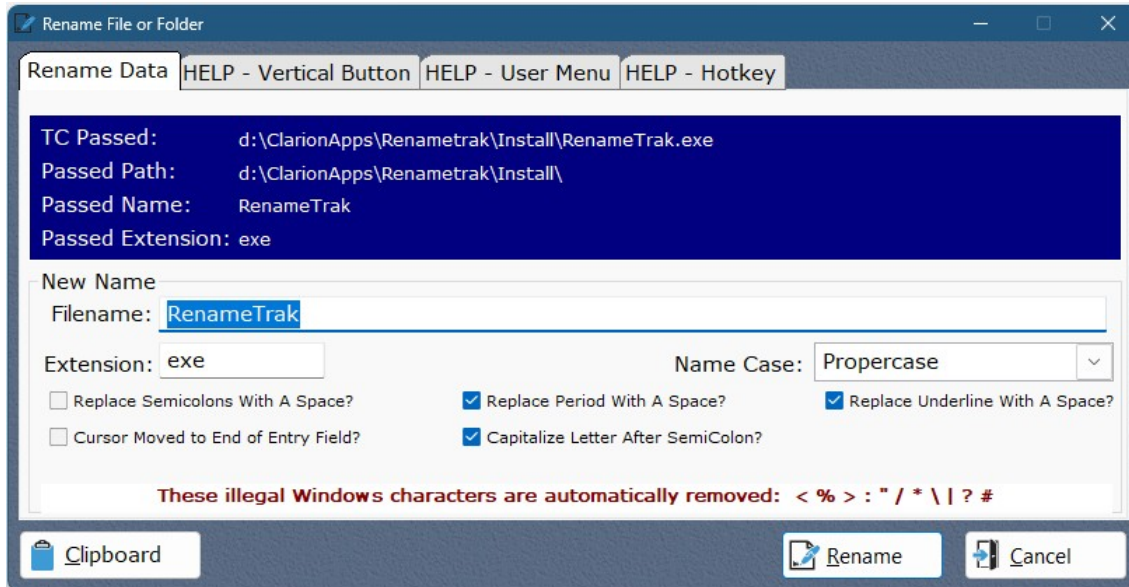 Rename File or Folder
Rename Data HELP - Vertical Button HELP - User Menu HELP - Hotkey
TC Passed: d:\ClarionApps\Renametrak\Install\RenameTrak.exe
Passed Path: d:\ClarionApps\Renametrak\Install\
Passed Name: RenameTrak
Passed Extension: exe
New Name
Filename: RenameTrak
Extension: exe Name Case: Propercase
Replace Semicolons With A Space? Replace Period With A Space? Replace Underline With A Space?
Cursor Moved to End of Entry Field? Capitalize Letter After SemiColon?
These illegal Windows characters are automatically removed: < % > : " / * \ | ? #
Clipboard Rename Cancel